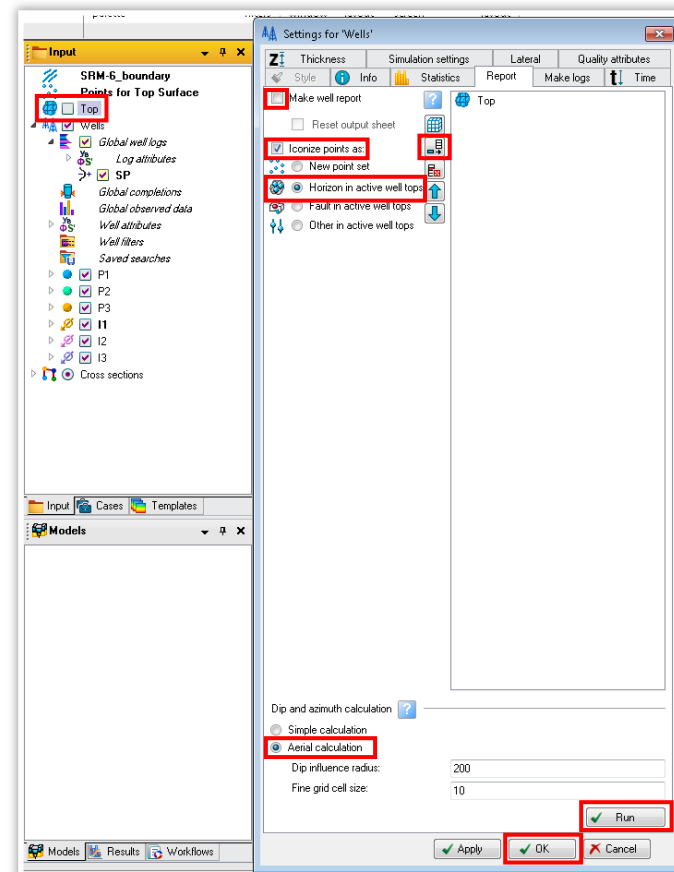 palette
Input
SRM-6_boundary
Points for Top Surface
Top
Wells
Global well logs
Log attributes
SP
Global completions
Global observed data
Well attributes
Well filters
Saved searches
P1
P2
P3
I1
I2
I3
Cross sections
Input Cases Templates
Models
Models Results Workflows
Settings for 'Wells'
Thickness Simulation settings Lateral Quality attributes
Style Info Statistics Report Make logs Time
Make well report
Reset output sheet
Iconize points as:
New point set
Horizon in active well tops
Fault in active well tops
Other in active well tops
Top
Dip and azimuth calculation
Simple calculation
Aerial calculation
Dip influence radius: 200
Fine grid cell size: 10
Run
Apply OK Cancel